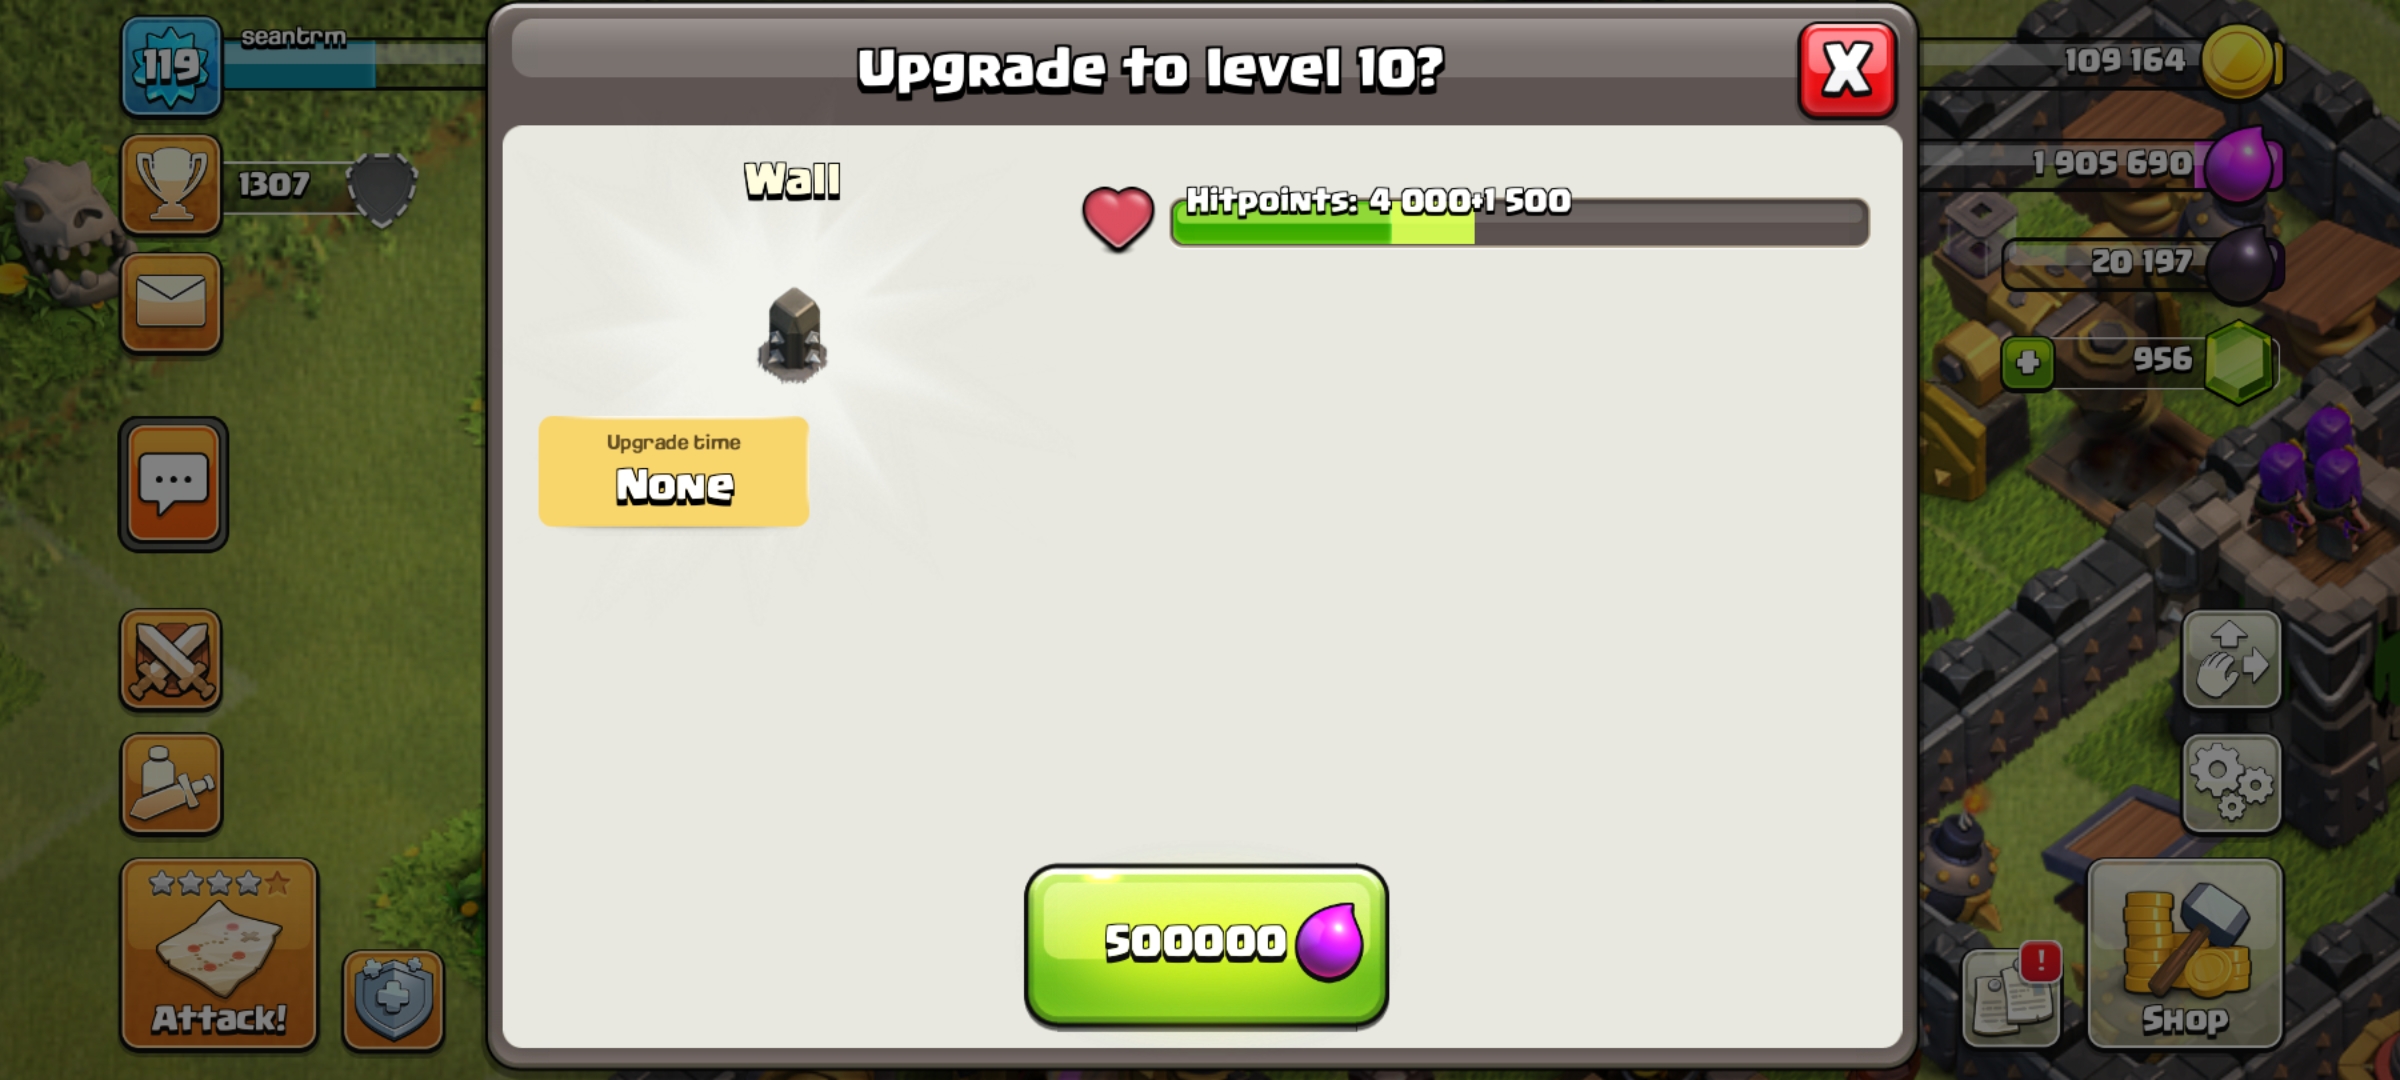 119
seantrm
1307
Attack!
Upgrade to level 10?
X
Wall
Hitpoints: 4 000+1 500
Upgrade time
None
500000
109 164
1 905 690
20 197
956
!
Shop